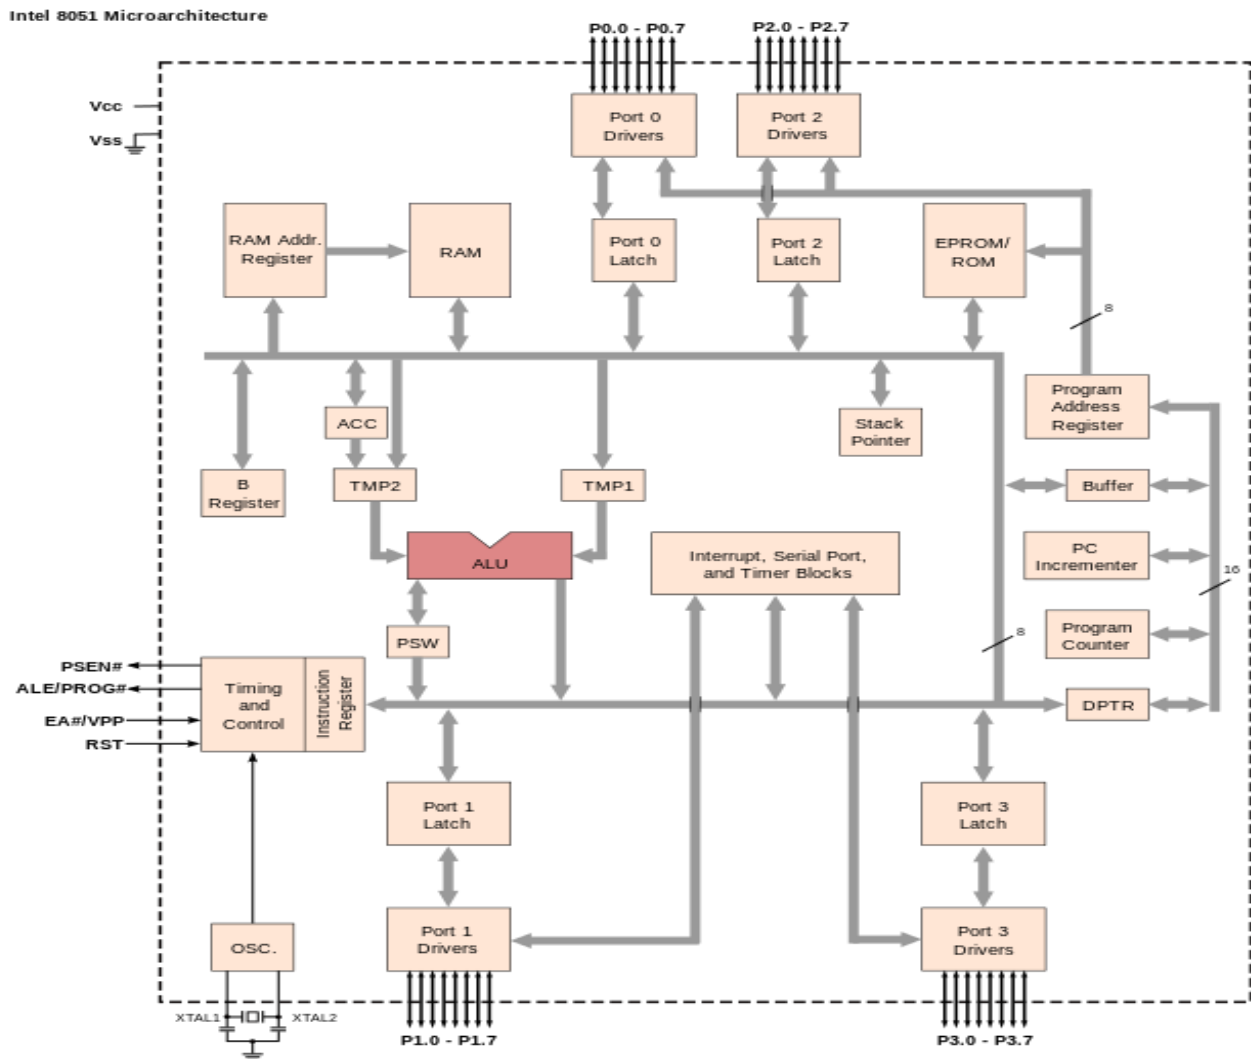 Intel 8051 Microarchitecture
P0.0 - P0.7
P2.0 - P2.7
Vcc
Vss
Port 0
Drivers
Port 2
Drivers
RAM Addr.
Register
RAM
Port 0
Latch
Port 2
Latch
EPROM/
ROM
8
Program
Address
Register
ACC
Stack
Pointer
B
Register
TMP2
TMP1
Buffer
ALU
Interrupt, Serial Port,
and Timer Blocks
PC
Incrementer
16
PSW
8
Program
Counter
PSEN#
ALE/PROG#
EA#/VPP
RST
Timing
and
Control
Instruction
Register
DPTR
Port 1
Latch
Port 3
Latch
OSC.
Port 1
Drivers
Port 3
Drivers
XTAL1
XTAL2
P1.0 - P1.7
P3.0 - P3.7